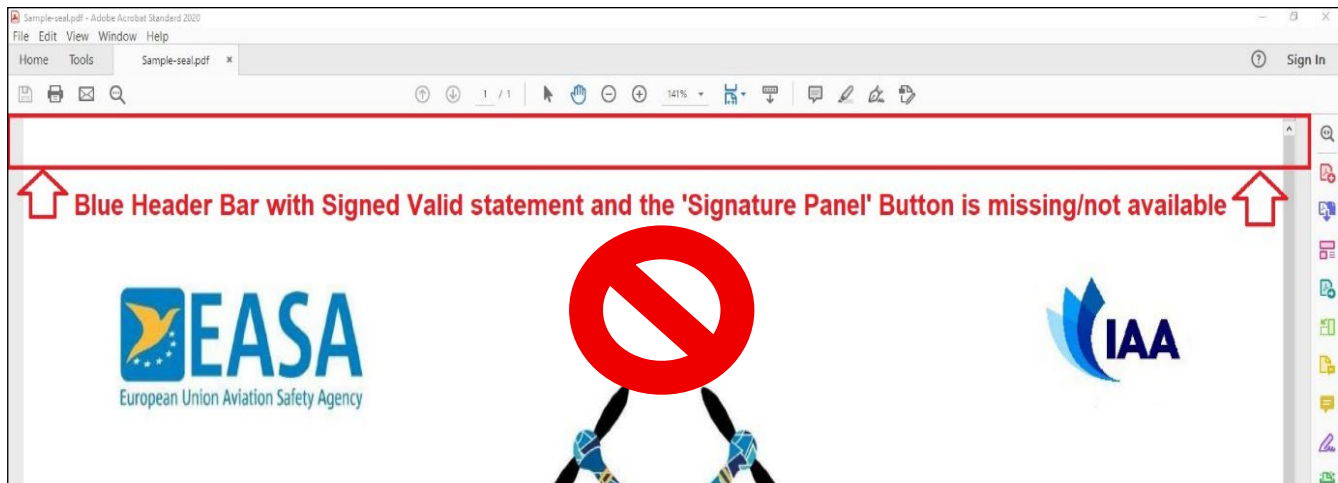 Sample-seal.pdf - Adobe Acrobat Standard 2020
File Edit View Window Help
Home Tools Sample-seal.pdf × ? Sign In
1 / 1 141%
Blue Header Bar with Signed Valid statement and the 'Signature Panel' Button is missing/not available
EASA
European Union Aviation Safety Agency
IAA